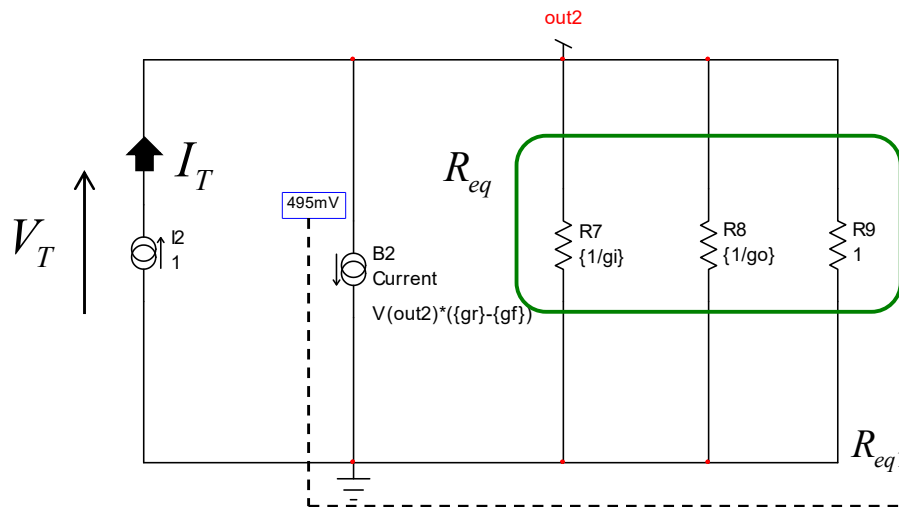 out2
I_T
R_eq
495mV
V_T
I2
1
B2
Current
V(out2)*({gr}-{gf})
R7
{1/gi}
R8
{1/go}
R9
1
R_eq